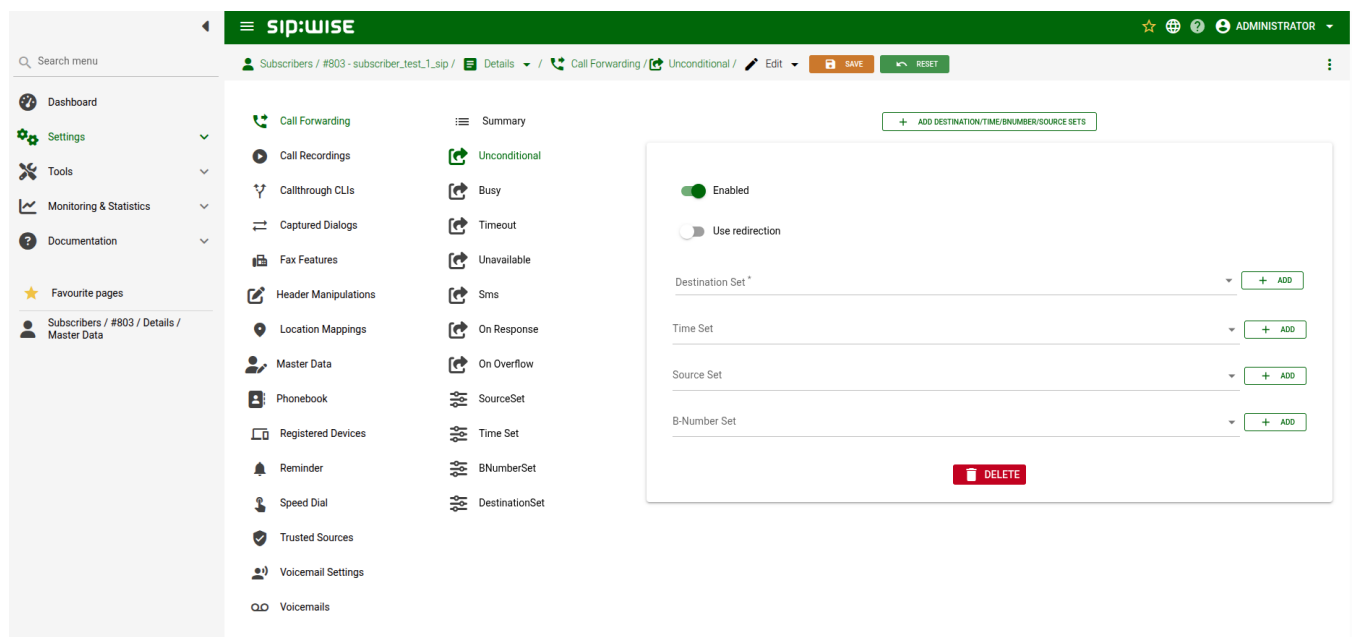 sip:wise
ADMINISTRATOR
Search menu
Subscribers / #803 - subscriber_test_1_sip / Details / Call Forwarding / Unconditional / Edit SAVE RESET
Dashboard
Settings
Tools
Monitoring & Statistics
Documentation
Favourite pages
Subscribers / #803 / Details /
Master Data
Call Forwarding
Call Recordings
Callthrough CLIs
Captured Dialogs
Fax Features
Header Manipulations
Location Mappings
Master Data
Phonebook
Registered Devices
Reminder
Speed Dial
Trusted Sources
Voicemail Settings
Voicemails
Summary
Unconditional
Busy
Timeout
Unavailable
Sms
On Response
On Overflow
SourceSet
Time Set
BNumberSet
DestinationSet
+ ADD DESTINATION/TIME/BNUMBER/SOURCE SETS
Enabled
Use redirection
Destination Set * + ADD
Time Set + ADD
Source Set + ADD
B-Number Set + ADD
DELETE